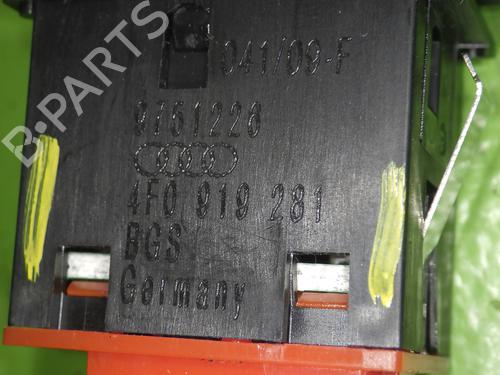 B-PARTS
041/09-F
9751226
4F0 919 281
BGS
Germany